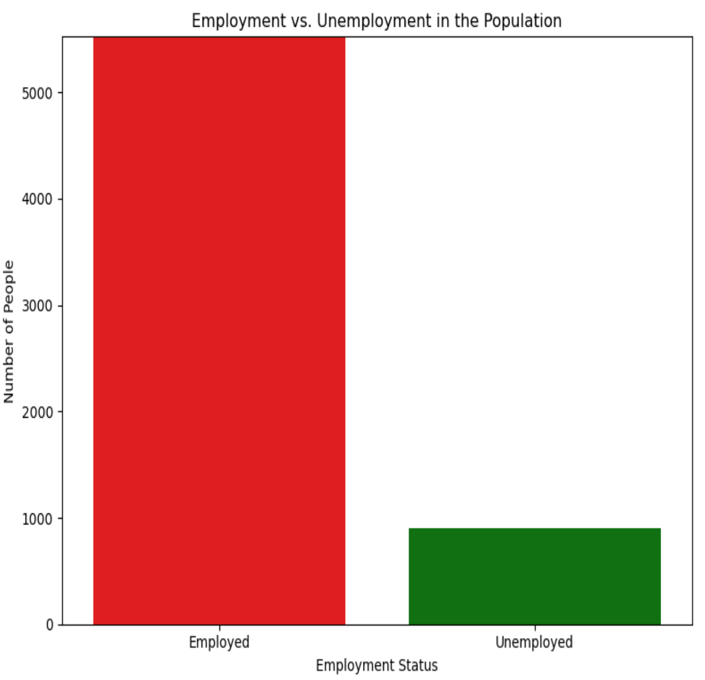 Employment vs. Unemployment in the Population
Number of People
5000
4000
3000
2000
1000
0
Employed Unemployed
Employment Status